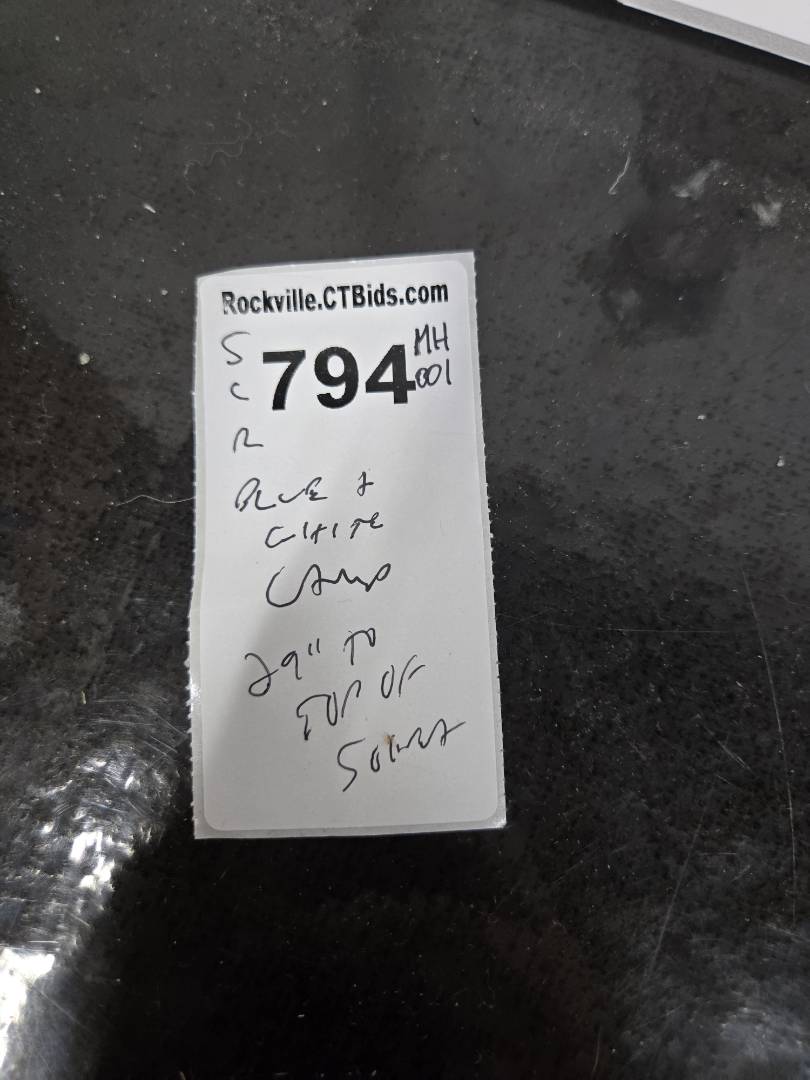 Rockville.CTBids.com
S
C
R
794
MH
001
BLUE &
WHITE
LAMP
29" TO
TOP OF
SOCKET